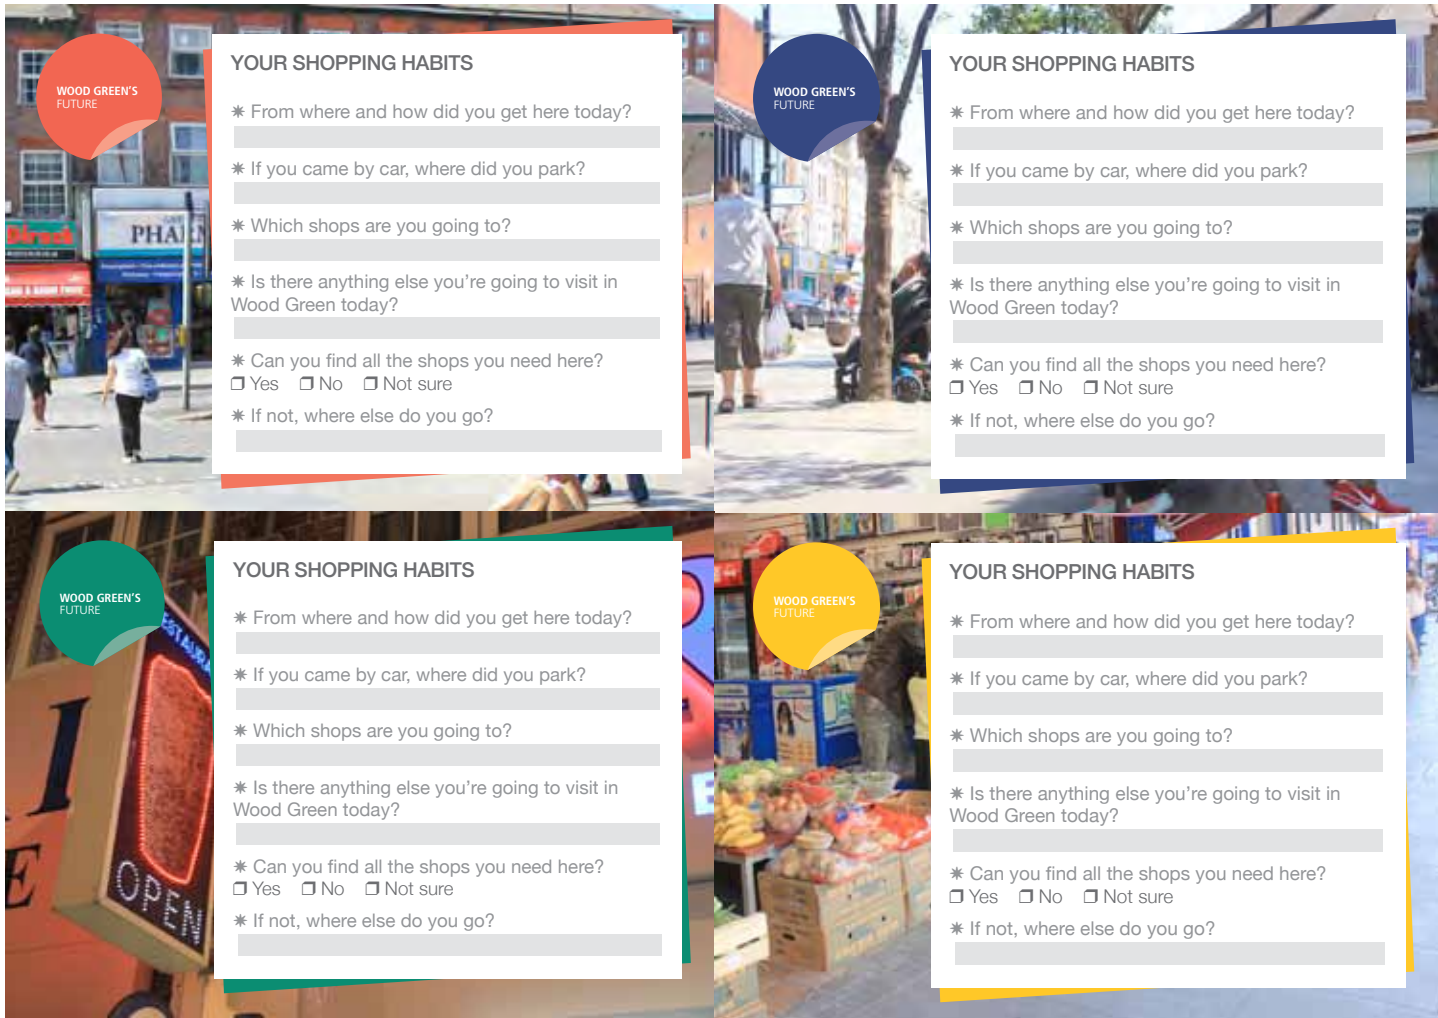 WOOD GREEN'S
FUTURE
YOUR SHOPPING HABITS
✷ From where and how did you get here today?
✷ If you came by car, where did you park?
✷ Which shops are you going to?
✷ Is there anything else you're going to visit in
Wood Green today?
✷ Can you find all the shops you need here?
❐ Yes ❐ No ❐ Not sure
✷ If not, where else do you go?
WOOD GREEN'S
FUTURE
YOUR SHOPPING HABITS
✷ From where and how did you get here today?
✷ If you came by car, where did you park?
✷ Which shops are you going to?
✷ Is there anything else you're going to visit in
Wood Green today?
✷ Can you find all the shops you need here?
❐ Yes ❐ No ❐ Not sure
✷ If not, where else do you go?
WOOD GREEN'S
FUTURE
YOUR SHOPPING HABITS
✷ From where and how did you get here today?
✷ If you came by car, where did you park?
✷ Which shops are you going to?
✷ Is there anything else you're going to visit in
Wood Green today?
✷ Can you find all the shops you need here?
❐ Yes ❐ No ❐ Not sure
✷ If not, where else do you go?
OPEN
WOOD GREEN'S
FUTURE
YOUR SHOPPING HABITS
✷ From where and how did you get here today?
✷ If you came by car, where did you park?
✷ Which shops are you going to?
✷ Is there anything else you're going to visit in
Wood Green today?
✷ Can you find all the shops you need here?
❐ Yes ❐ No ❐ Not sure
✷ If not, where else do you go?